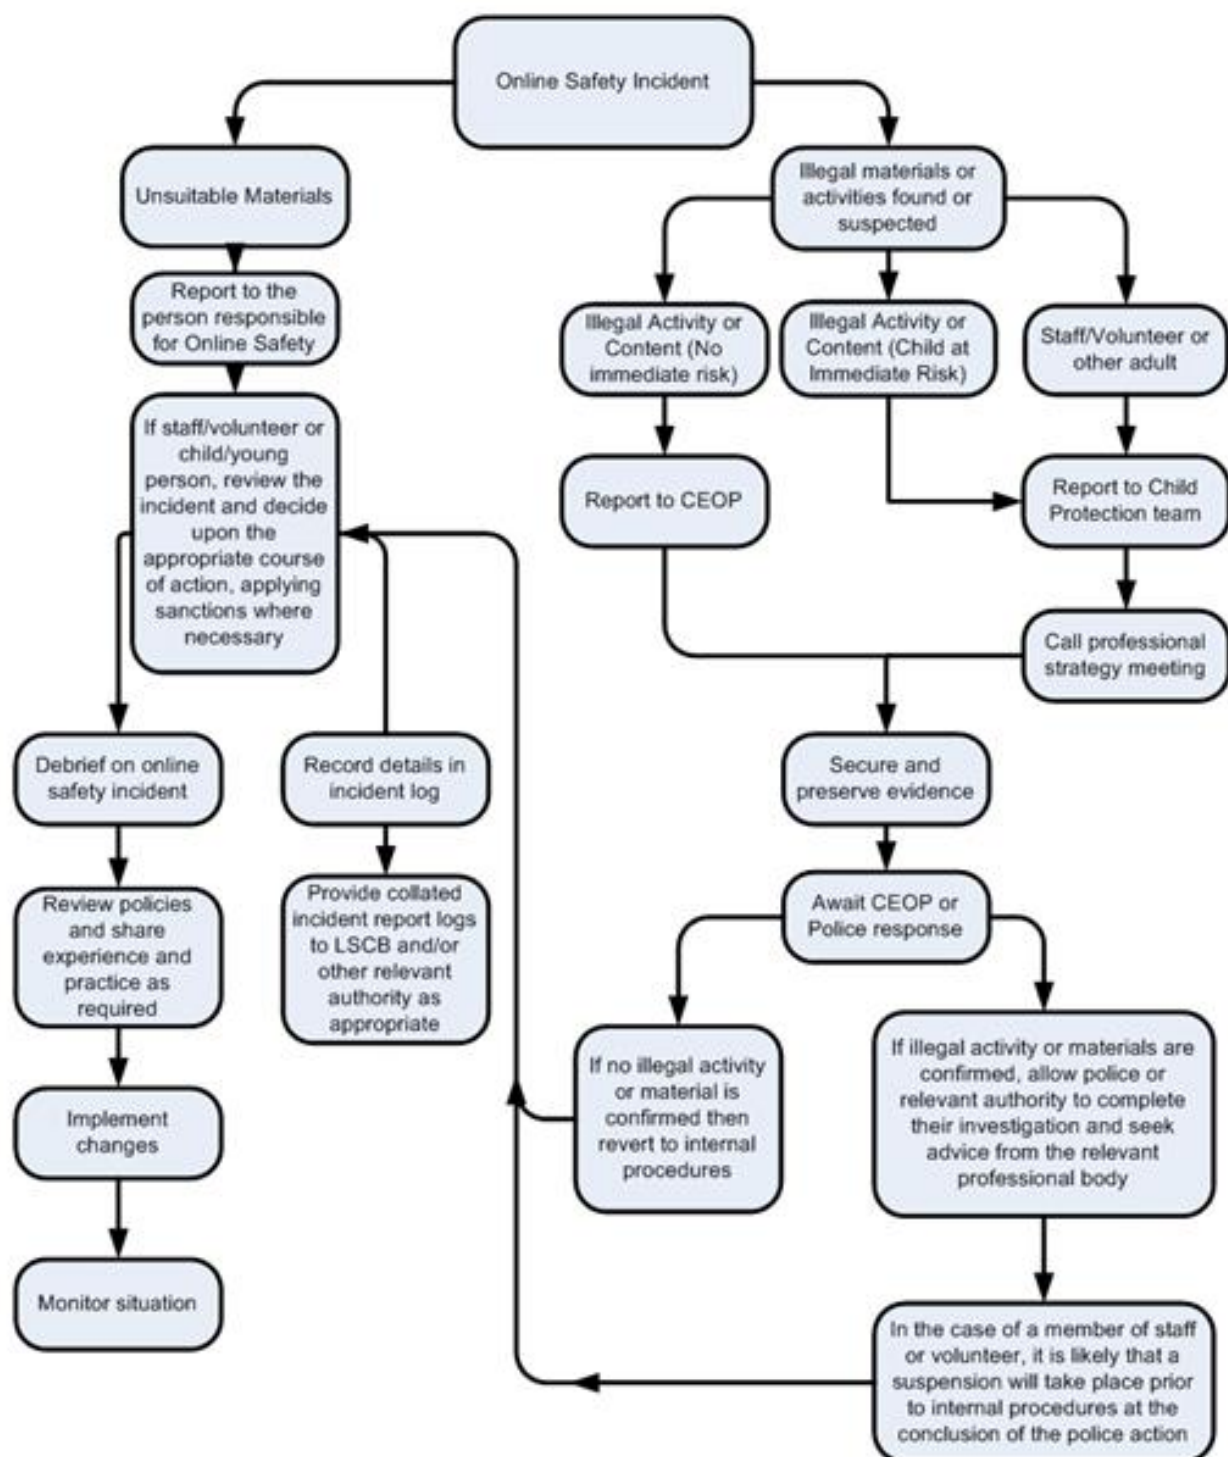 Online Safety Incident
Unsuitable Materials
Illegal materials or
activities found or
suspected
Report to the
person responsible
for Online Safety
Illegal Activity or
Content (No
immediate risk)
Illegal Activity or
Content (Child at
Immediate Risk)
Staff/Volunteer or
other adult
If staff/volunteer or
child/young
person, review the
incident and decide
upon the
appropriate course
of action, applying
sanctions where
necessary
Report to CEOP
Report to Child
Protection team
Call professional
strategy meeting
Debrief on online
safety incident
Record details in
incident log
Secure and
preserve evidence
Review policies
and share
experience and
practice as
required
Provide collated
incident report logs
to LSCB and/or
other relevant
authority as
appropriate
Await CEOP or
Police response
If no illegal activity
or material is
confirmed then
revert to internal
procedures
If illegal activity or materials are
confirmed, allow police or
relevant authority to complete
their investigation and seek
advice from the relevant
professional body
Implement
changes
Monitor situation
In the case of a member of staff
or volunteer, it is likely that a
suspension will take place prior
to internal procedures at the
conclusion of the police action